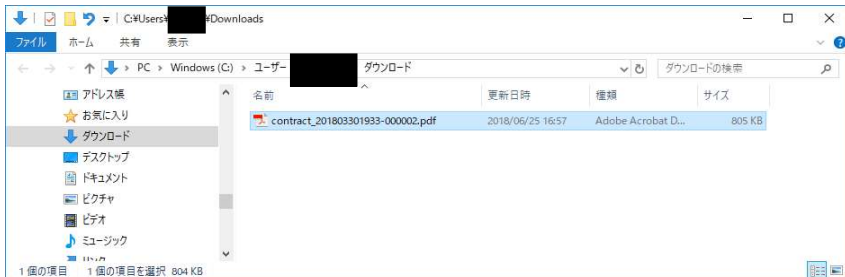 C:¥Users¥ ¥Downloads
ファイル ホーム 共有 表示
PC › Windows (C:) › ユーザー ダウンロード ダウンロードの検索
名前 更新日時 種類 サイズ
アドレス帳
お気に入り
contract_201803301933-000002.pdf 2018/06/25 16:57 Adobe Acrobat D... 805 KB
ダウンロード
デスクトップ
ドキュメント
ピクチャ
ビデオ
ミュージック
リンク
1 個の項目 1 個の項目を選択 804 KB